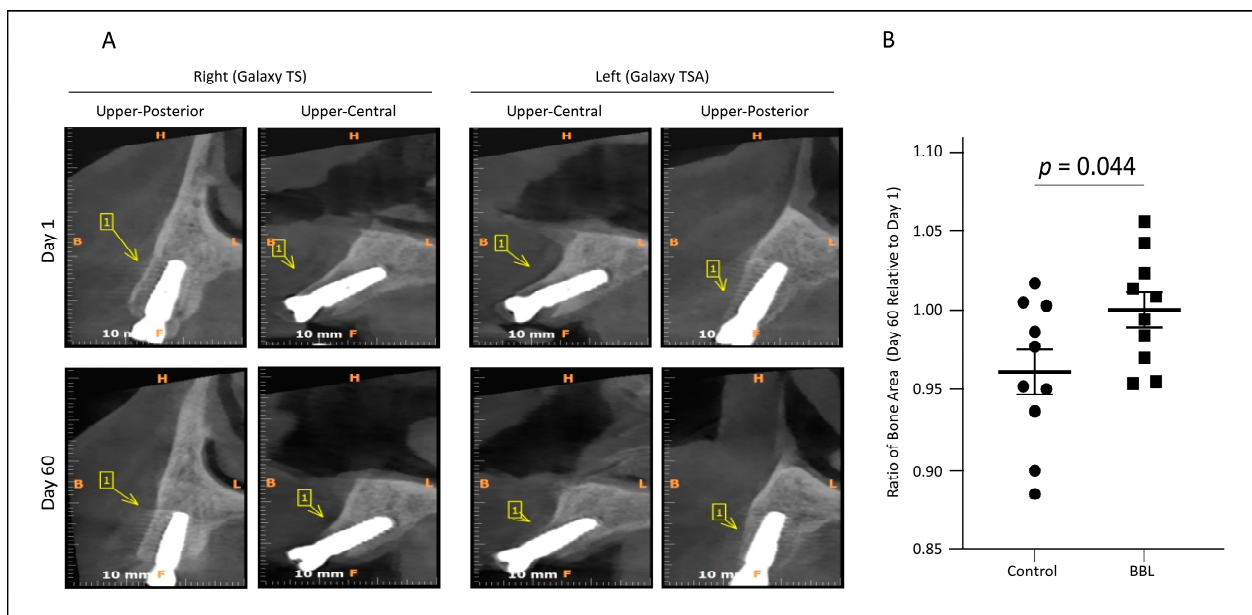 A
Right (Galaxy TS)
Left (Galaxy TSA)
Upper-Posterior
Upper-Central
Upper-Central
Upper-Posterior
Day 1
H
B
L
1
10 m F
H
B
L
1
10 mm F
H
B
L
1
10 mm F
H
B
L
1
10 mm F
Day 60
H
B
L
1
10 mm F
H
B
L
1
10 mm F
H
B
L
1
10 mm F
H
B
L
1
10 mm F
B
p = 0.044
Ratio of Bone Area (Day 60 Relative to Day 1)
1.10
1.05
1.00
0.95
0.90
0.85
Control
BBL